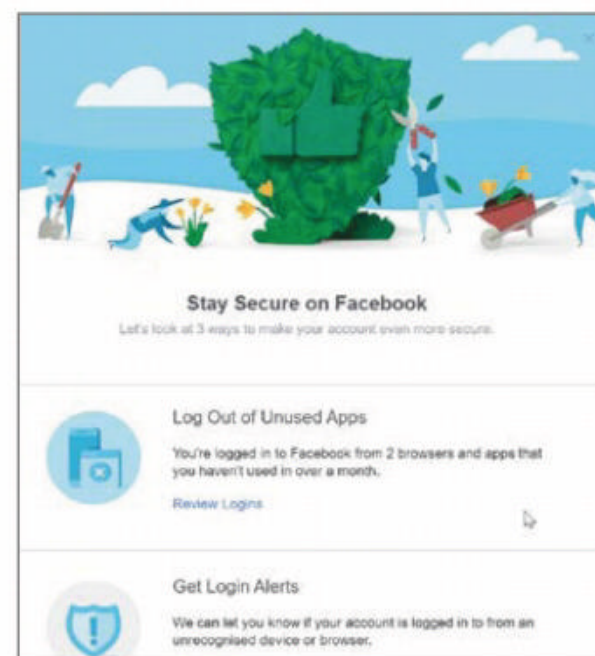 Stay Secure on Facebook
Let's look at 3 ways to make your account even more secure.
Log Out of Unused Apps
You're logged in to Facebook from 2 browsers and apps that
you haven't used in over a month.
Review Logins
Get Login Alerts
We can let you know if your account is logged in to from an
unrecognised device or browser.